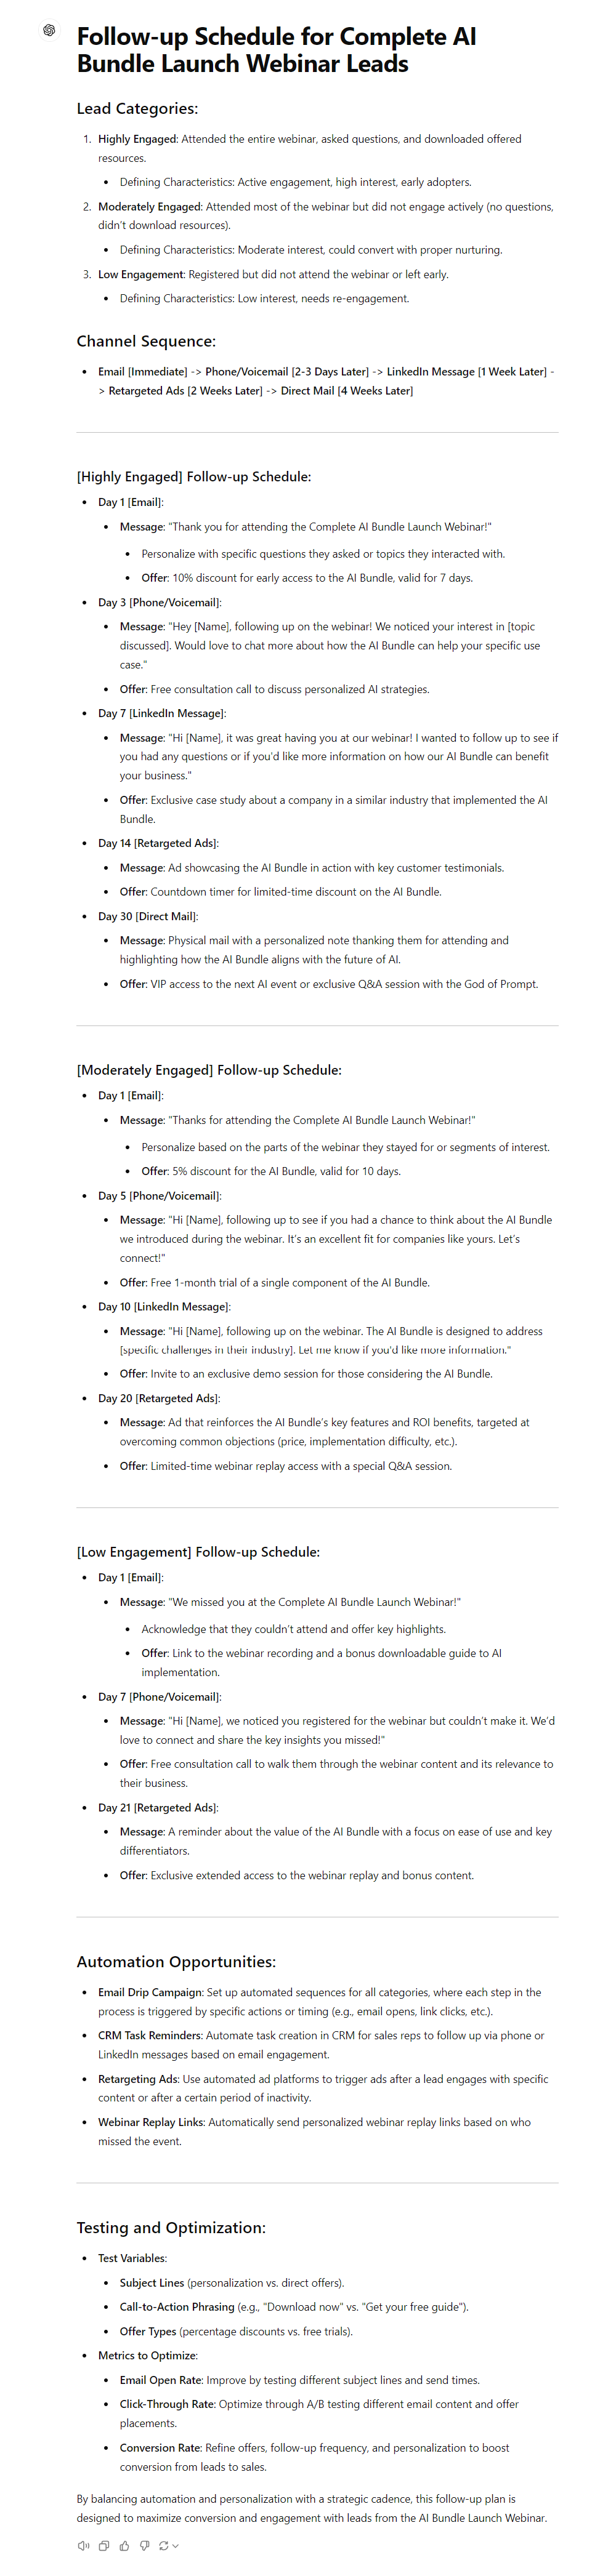 Follow-up Schedule for Complete AI
Bundle Launch Webinar Leads
Lead Categories:
1. Highly Engaged: Attended the entire webinar, asked questions, and downloaded offered
resources.
• Defining Characteristics: Active engagement, high interest, early adopters.
2. Moderately Engaged: Attended most of the webinar but did not engage actively (no questions,
didn't download resources).
• Defining Characteristics: Moderate interest, could convert with proper nurturing.
3. Low Engagement: Registered but did not attend the webinar or left early.
• Defining Characteristics: Low interest, needs re-engagement.
Channel Sequence:
• Email [Immediate] -> Phone/Voicemail [2-3 Days Later] -> LinkedIn Message [1 Week Later] -
> Retargeted Ads [2 Weeks Later] -> Direct Mail [4 Weeks Later]
[Highly Engaged] Follow-up Schedule:
• Day 1 [Email]:
• Message: "Thank you for attending the Complete AI Bundle Launch Webinar!"
• Personalize with specific questions they asked or topics they interacted with.
• Offer: 10% discount for early access to the AI Bundle, valid for 7 days.
• Day 3 [Phone/Voicemail]:
• Message: "Hey [Name], following up on the webinar! We noticed your interest in [topic
discussed]. Would love to chat more about how the AI Bundle can help your specific use
case."
• Offer: Free consultation call to discuss personalized AI strategies.
• Day 7 [LinkedIn Message]:
• Message: "Hi [Name], it was great having you at our webinar! I wanted to follow up to see if
you had any questions or if you'd like more information on how our AI Bundle can benefit
your business."
• Offer: Exclusive case study about a company in a similar industry that implemented the AI
Bundle.
• Day 14 [Retargeted Ads]:
• Message: Ad showcasing the AI Bundle in action with key customer testimonials.
• Offer: Countdown timer for limited-time discount on the AI Bundle.
• Day 30 [Direct Mail]:
• Message: Physical mail with a personalized note thanking them for attending and
highlighting how the AI Bundle aligns with the future of AI.
• Offer: VIP access to the next AI event or exclusive Q&A session with the God of Prompt.
[Moderately Engaged] Follow-up Schedule:
• Day 1 [Email]:
• Message: "Thanks for attending the Complete AI Bundle Launch Webinar!"
• Personalize based on the parts of the webinar they stayed for or segments of interest.
• Offer: 5% discount for the AI Bundle, valid for 10 days.
• Day 5 [Phone/Voicemail]:
• Message: "Hi [Name], following up to see if you had a chance to think about the AI Bundle
we introduced during the webinar. It's an excellent fit for companies like yours. Let's
connect!"
• Offer: Free 1-month trial of a single component of the AI Bundle.
• Day 10 [LinkedIn Message]:
• Message: "Hi [Name], following up on the webinar. The AI Bundle is designed to address
[specific challenges in their industry]. Let me know if you'd like more information."
• Offer: Invite to an exclusive demo session for those considering the AI Bundle.
• Day 20 [Retargeted Ads]:
• Message: Ad that reinforces the AI Bundle's key features and ROI benefits, targeted at
overcoming common objections (price, implementation difficulty, etc.).
• Offer: Limited-time webinar replay access with a special Q&A session.
[Low Engagement] Follow-up Schedule:
• Day 1 [Email]:
• Message: "We missed you at the Complete AI Bundle Launch Webinar!"
• Acknowledge that they couldn't attend and offer key highlights.
• Offer: Link to the webinar recording and a bonus downloadable guide to AI
implementation.
• Day 7 [Phone/Voicemail]:
• Message: "Hi [Name], we noticed you registered for the webinar but couldn't make it. We'd
love to connect and share the key insights you missed!"
• Offer: Free consultation call to walk them through the webinar content and its relevance to
their business.
• Day 21 [Retargeted Ads]:
• Message: A reminder about the value of the AI Bundle with a focus on ease of use and key
differentiators.
• Offer: Exclusive extended access to the webinar replay and bonus content.
Automation Opportunities:
• Email Drip Campaign: Set up automated sequences for all categories, where each step in the
process is triggered by specific actions or timing (e.g., email opens, link clicks, etc.).
• CRM Task Reminders: Automate task creation in CRM for sales reps to follow up via phone or
LinkedIn messages based on email engagement.
• Retargeting Ads: Use automated ad platforms to trigger ads after a lead engages with specific
content or after a certain period of inactivity.
• Webinar Replay Links: Automatically send personalized webinar replay links based on who
missed the event.
Testing and Optimization:
• Test Variables:
• Subject Lines (personalization vs. direct offers).
• Call-to-Action Phrasing (e.g., "Download now" vs. "Get your free guide").
• Offer Types (percentage discounts vs. free trials).
• Metrics to Optimize:
• Email Open Rate: Improve by testing different subject lines and send times.
• Click-Through Rate: Optimize through A/B testing different email content and offer
placements.
• Conversion Rate: Refine offers, follow-up frequency, and personalization to boost
conversion from leads to sales.
By balancing automation and personalization with a strategic cadence, this follow-up plan is
designed to maximize conversion and engagement with leads from the AI Bundle Launch Webinar.